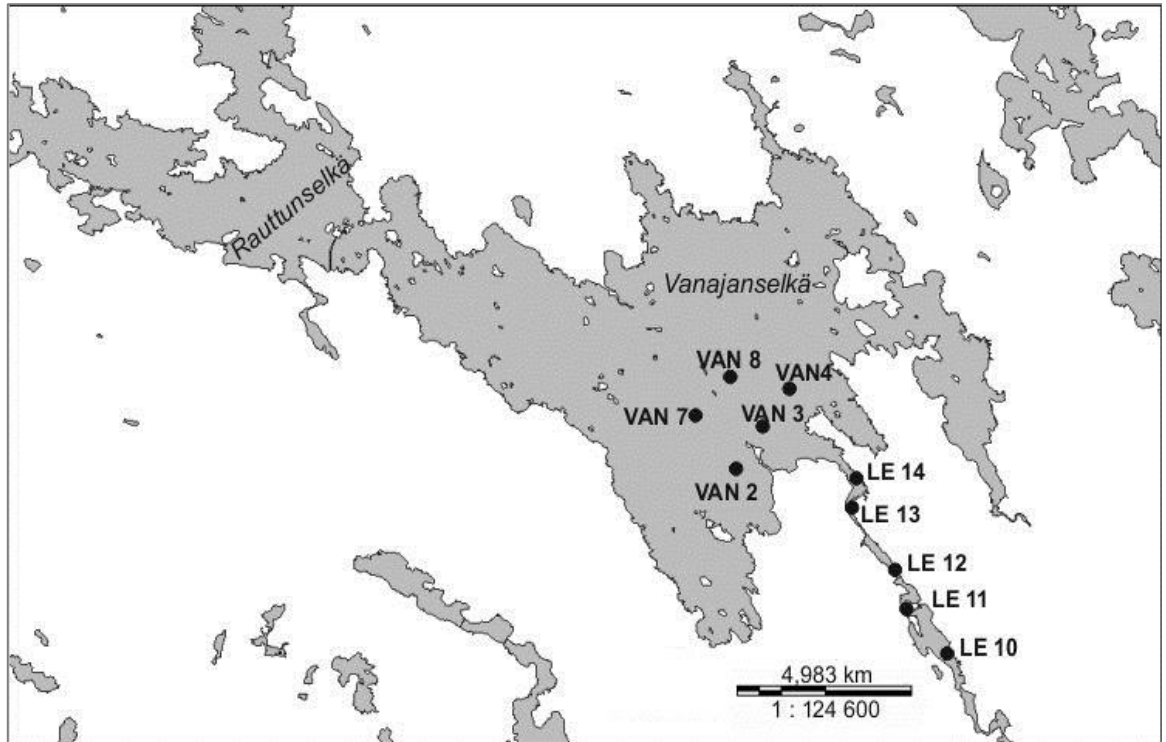 Rauttunselkä
Vanajanselkä
VAN 8
VAN4
VAN 7
VAN 3
VAN 2
LE 14
LE 13
LE 12
LE 11
LE 10
4,983 km
1 : 124 600